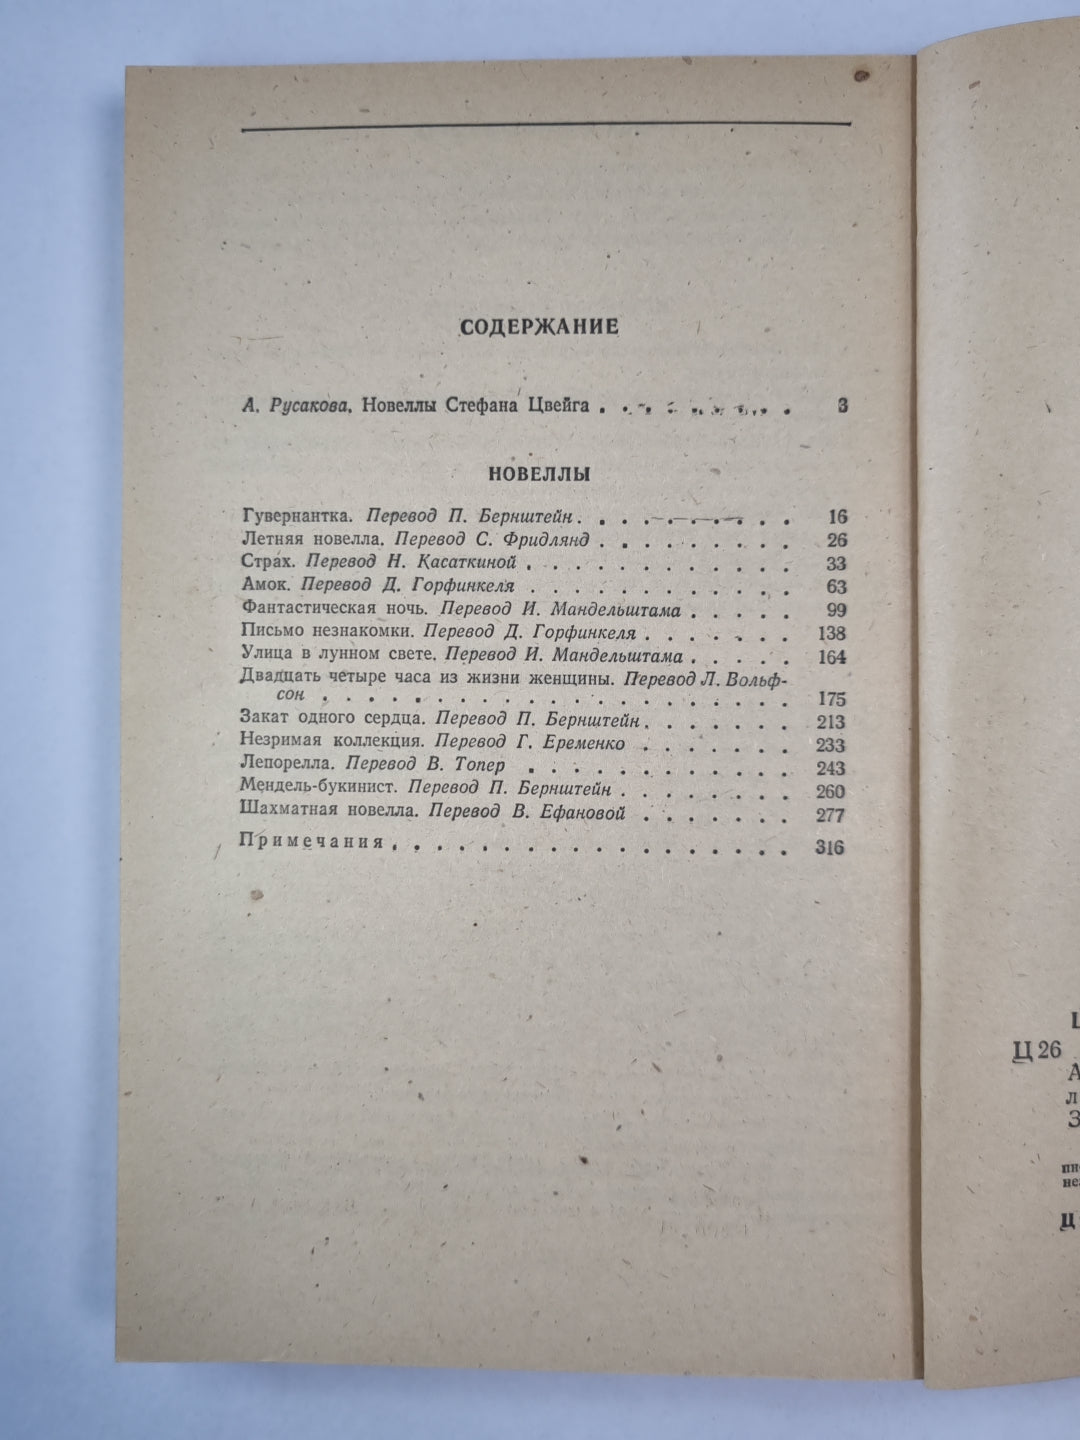 СОДЕРЖАНИЕ
А. Русакова. Новеллы Стефана Цвейга . . . . . . . . . 3
НОВЕЛЛЫ
Гувернантка. Перевод П. Бернштейн . . . . . . . . . . 16
Летняя новелла. Перевод С. Фридлянд . . . . . . . . . 26
Страх. Перевод Н. Касаткиной . . . . . . . . . . . . 33
Амок. Перевод Д. Горфинкеля . . . . . . . . . . . . 63
Фантастическая ночь. Перевод И. Мандельштама . . . . . 99
Письмо незнакомки. Перевод Д. Горфинкеля . . . . . . . 138
Улица в лунном свете. Перевод И. Мандельштама . . . . . 164
Двадцать четыре часа из жизни женщины. Перевод Л. Вольф-
сон . . . . . . . . . . . . . . . . . . . . . 175
Закат одного сердца. Перевод П. Бернштейн . . . . . . . 213
Незримая коллекция. Перевод Г. Еременко . . . . . . . 233
Лепорелла. Перевод В. Топер . . . . . . . . . . . . 243
Мендель-букинист. Перевод П. Бернштейн . . . . . . . . 260
Шахматная новелла. Перевод В. Ефановой . . . . . . . 277
Примечания . . . . . . . . . . . . . . . . . . 316
Ц 26
А
л
З
пи
не
Ц